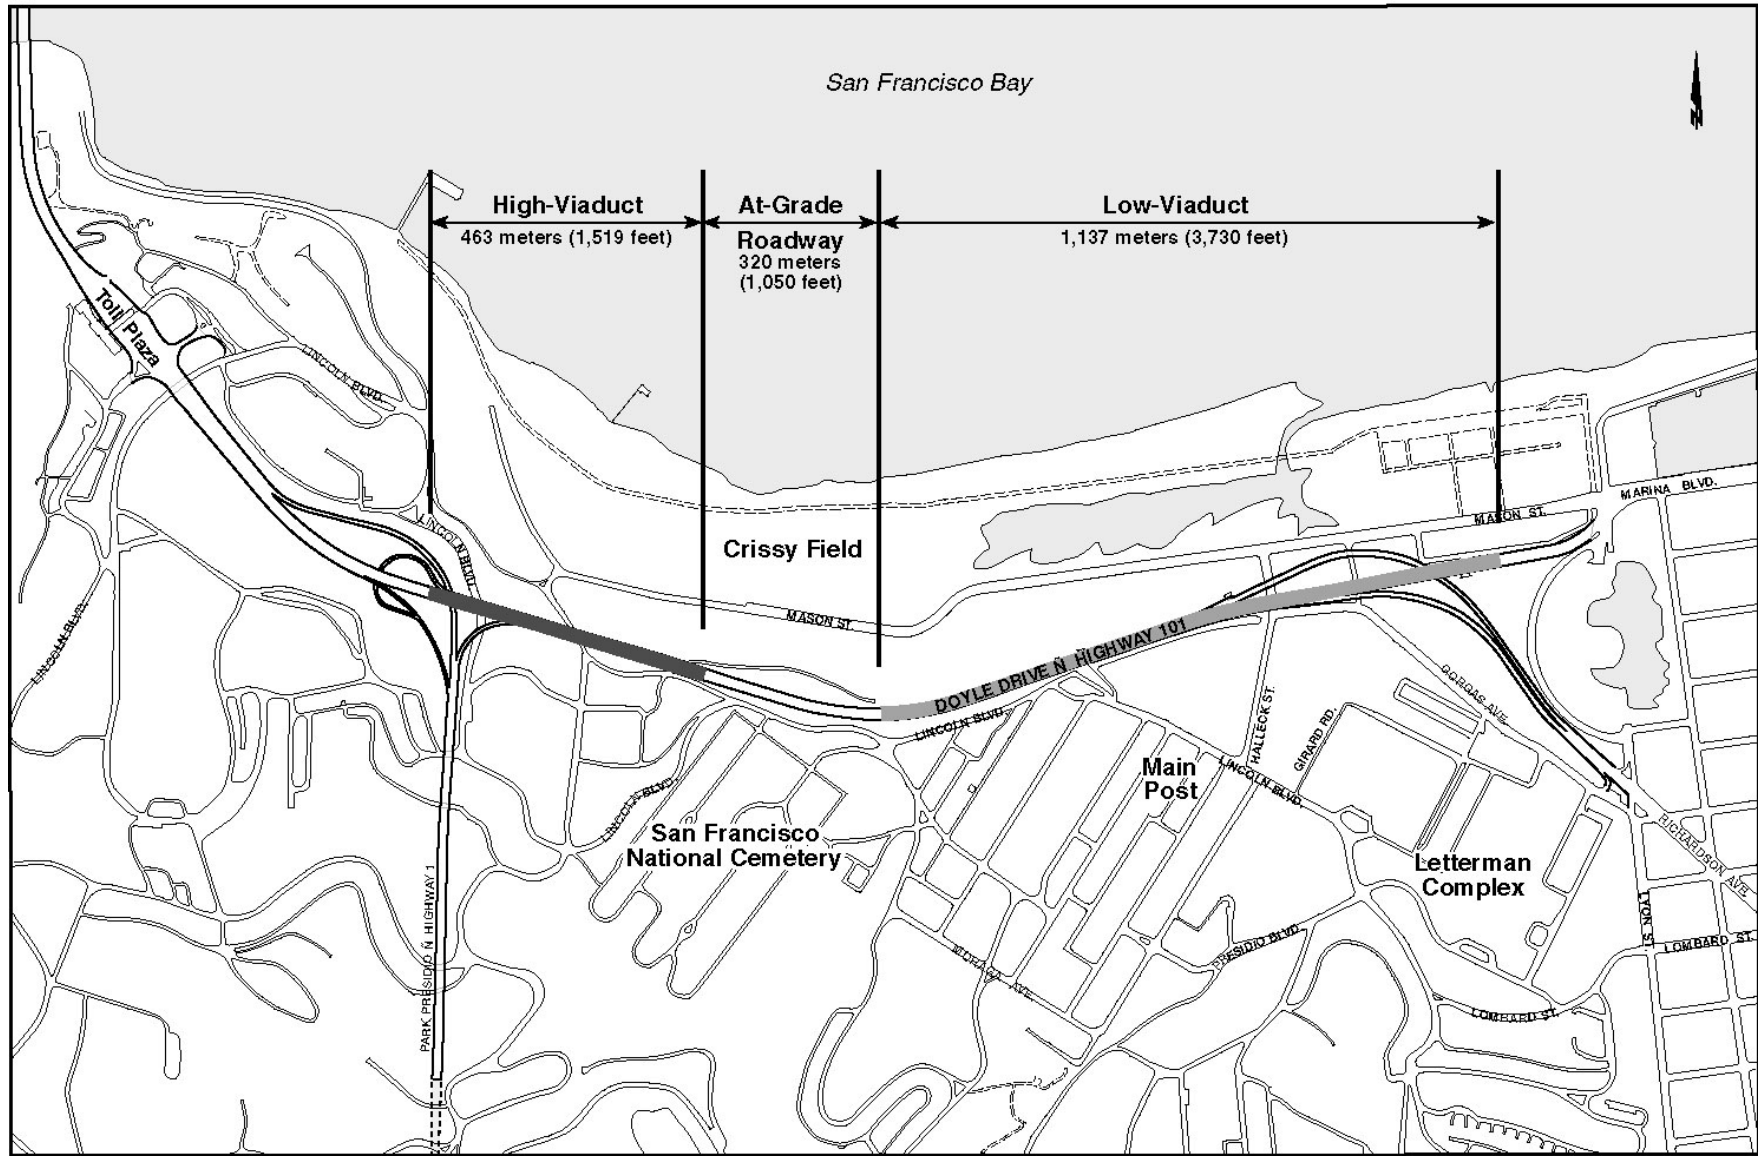 San Francisco Bay
N
High-Viaduct
463 meters (1,519 feet)
At-Grade
Roadway
320 meters
(1,050 feet)
Low-Viaduct
1,137 meters (3,730 feet)
Toll Plaza
LINCOLN BLVD.
LINCOLN BLVD.
LINCOLN BLVD.
Crissy Field
MASON ST.
MASON ST.
MARINA BLVD.
DOYLE DRIVE Ñ HIGHWAY 101
LINCOLN BLVD.
LINCOLN BLVD.
LINCOLN BLVD.
HALLECK ST.
GIRARD RD.
GORGAS AVE.
Main
Post
San Francisco
National Cemetery
Letterman
Complex
RICHARDSON AVE.
LYON ST.
LOMBARD ST.
LOMBARD ST.
PRESIDIO BLVD.
MORAGA AVE.
PARK PRESIDIO Ñ HIGHWAY 1